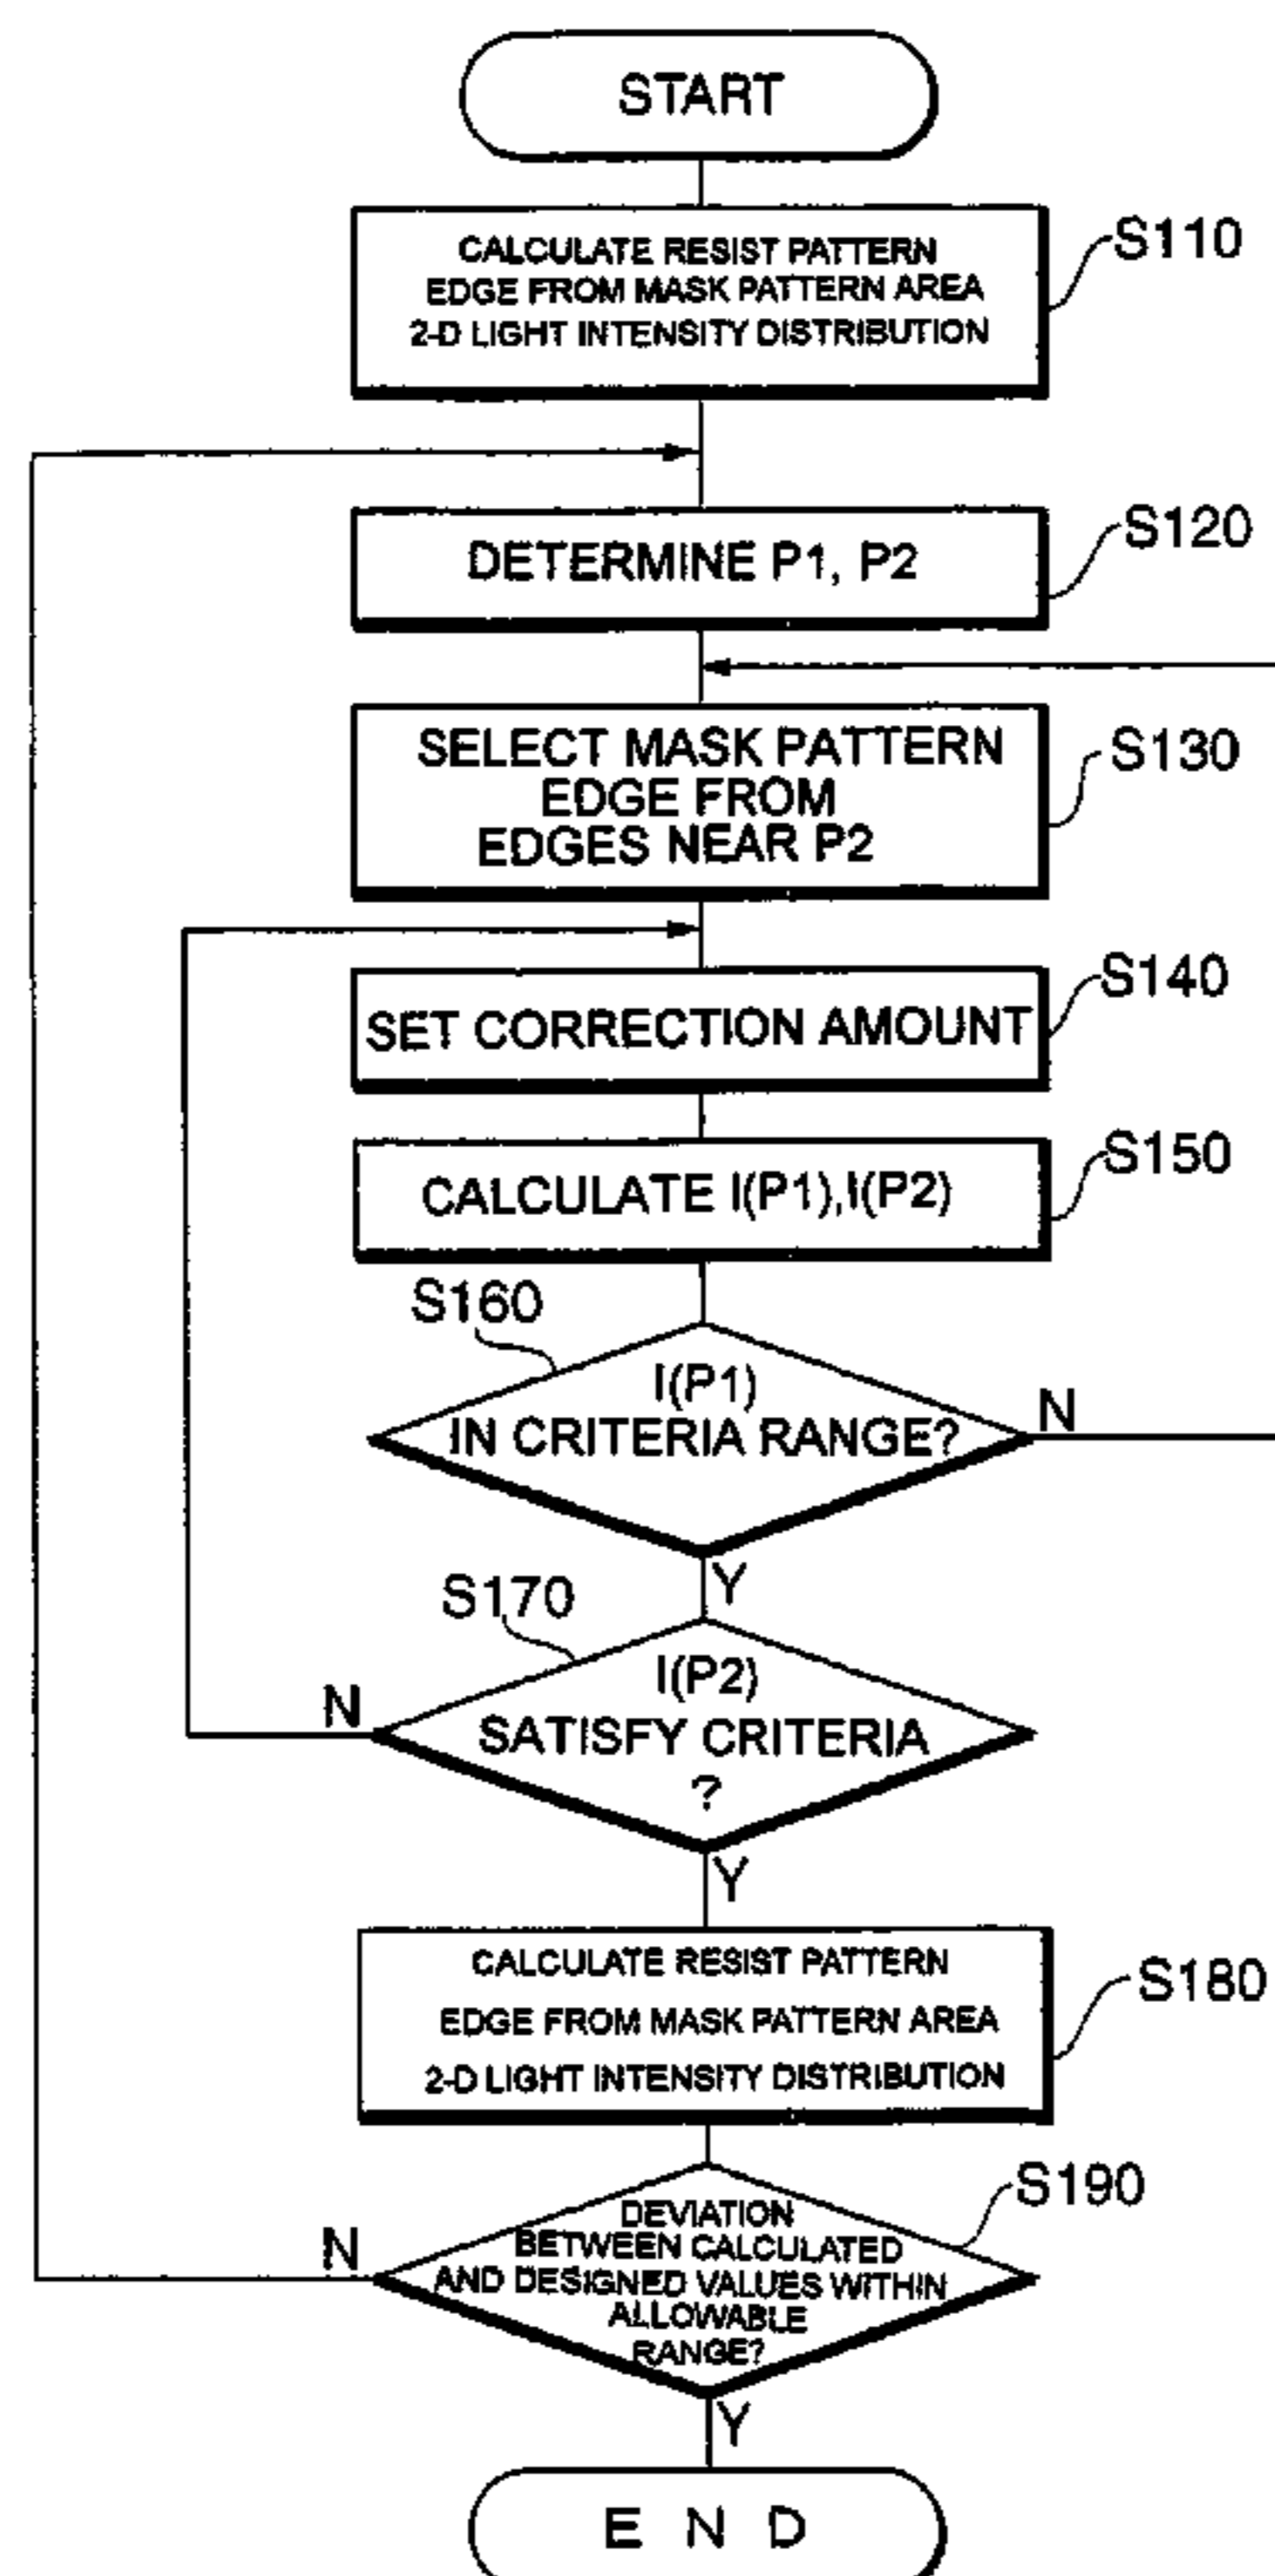 START
CALCULATE RESIST PATTERN
EDGE FROM MASK PATTERN AREA
2-D LIGHT INTENSITY DISTRIBUTION
S110
DETERMINE P1, P2
S120
SELECT MASK PATTERN
EDGE FROM
EDGES NEAR P2
S130
SET CORRECTION AMOUNT
S140
CALCULATE I(P1),I(P2)
S150
S160
I(P1)
IN CRITERIA RANGE?
N
Y
S170
I(P2)
SATISFY CRITERIA
?
N
Y
CALCULATE RESIST PATTERN
EDGE FROM MASK PATTERN AREA
2-D LIGHT INTENSITY DISTRIBUTION
S180
S190
DEVIATION
BETWEEN CALCULATED
AND DESIGNED VALUES WITHIN
ALLOWABLE
RANGE?
N
Y
E N D